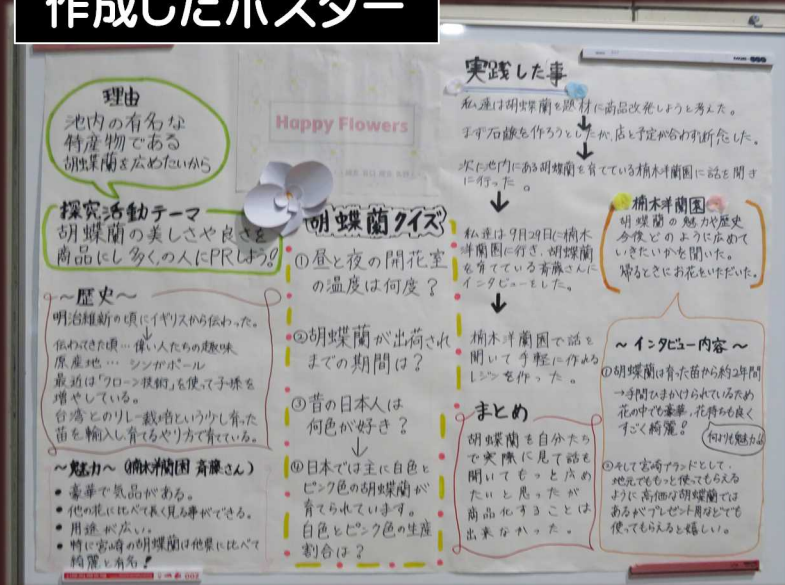 作成したポスター
理由
池内の有名な
特産物である
胡蝶蘭を広めたいから
探究活動テーマ
胡蝶蘭の美しさや良さを
商品にし多くの人にPRしよう!!
～歴史～
明治維新の頃にイギリスから伝わった。
伝わってきた頃…偉い人たちの趣味
原産地…シンガポール
最近は「クローン技術」を使って子株を
増やしている。
台湾とのリレー栽培という少し育った
苗を輸入し育てるやり方で育てている。
～魅力～(楠木洋蘭園 斉藤さん)
・豪華で気品がある。
・他の花に比べて長く見る事ができる。
・用途が広い。
・特に宮崎の胡蝶蘭は他県に比べて
綺麗と有名!
Happy Flowers
胡蝶蘭クイズ
①昼と夜の開花室
の温度は何度?
②胡蝶蘭が出荷され
までの期間は?
③昔の日本人は
何色が好き?
④日本では主に白色と
ピンク色の胡蝶蘭が
育てられています。
白色とピンク色の生産
割合は?
実践した事
私達は胡蝶蘭を題材に商品改発しようと考えた。
まず石鹸を作ろうとしたが、店と予定が合わず断念した。
次に池内にある胡蝶蘭を育てている楠木洋蘭園に話を聞き
に行った。
私達は9月29日に楠木
洋蘭園に行き、胡蝶蘭
を育てている斉藤さんに
インタビューをした。
楠木洋蘭園で話を
聞いて手軽に作れる
レジンを作った。
まとめ
胡蝶蘭を自分たち
で実際に見て話を
聞いてもっと広め
たいと思ったが
商品化することは
出来なかった。
楠木洋蘭園
胡蝶蘭の魅力や歴史
今後どのように広めて
いきたいかを聞いた。
帰るときにお花をいただいた。
～インタビュー内容～
①胡蝶蘭は育った苗から約2年間
→手間ひまかけられているため
花の中でも豪華、花持ちも良く
すごく綺麗!
何よりも魅力!!
②そして宮崎ブランドとして、
地元でももっと使ってもらえる
ように高価な胡蝶蘭では
あるがプレゼント用などでも
使ってもらえると嬉しい。